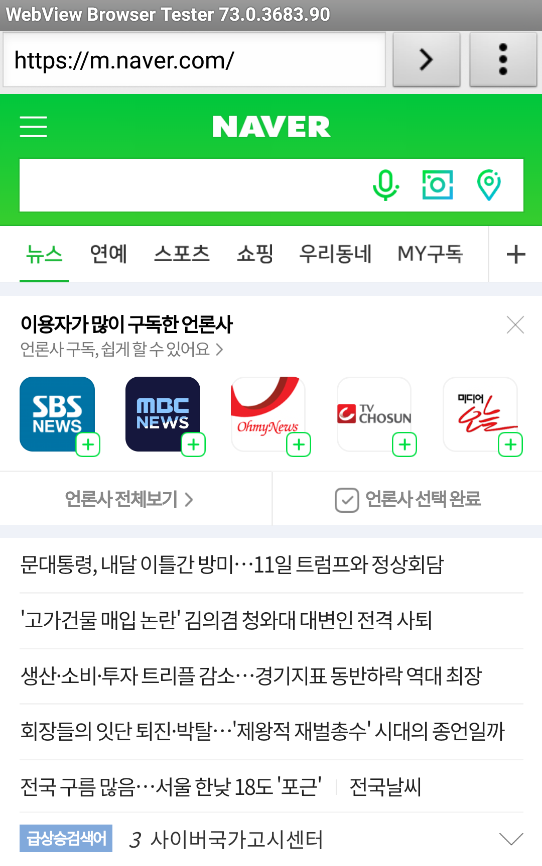 WebView Browser Tester 73.0.3683.90
https://m.naver.com/
NAVER
뉴스 연예 스포츠 쇼핑 우리동네 MY구독
이용자가 많이 구독한 언론사
언론사 구독, 쉽게 할 수 있어요
SBS NEWS
MBC NEWS
OhmyNews
TV CHOSUN
미디어 오늘
언론사 전체보기
언론사 선택 완료
문대통령, 내달 이틀간 방미…11일 트럼프와 정상회담
'고가건물 매입 논란' 김의겸 청와대 대변인 전격 사퇴
생산·소비·투자 트리플 감소…경기지표 동반하락 역대 최장
회장들의 잇단 퇴진·박탈…'제왕적 재벌총수' 시대의 종언일까
전국 구름 많음…서울 한낮 18도 '포근' 전국날씨
급상승검색어 3 사이버국가고시센터